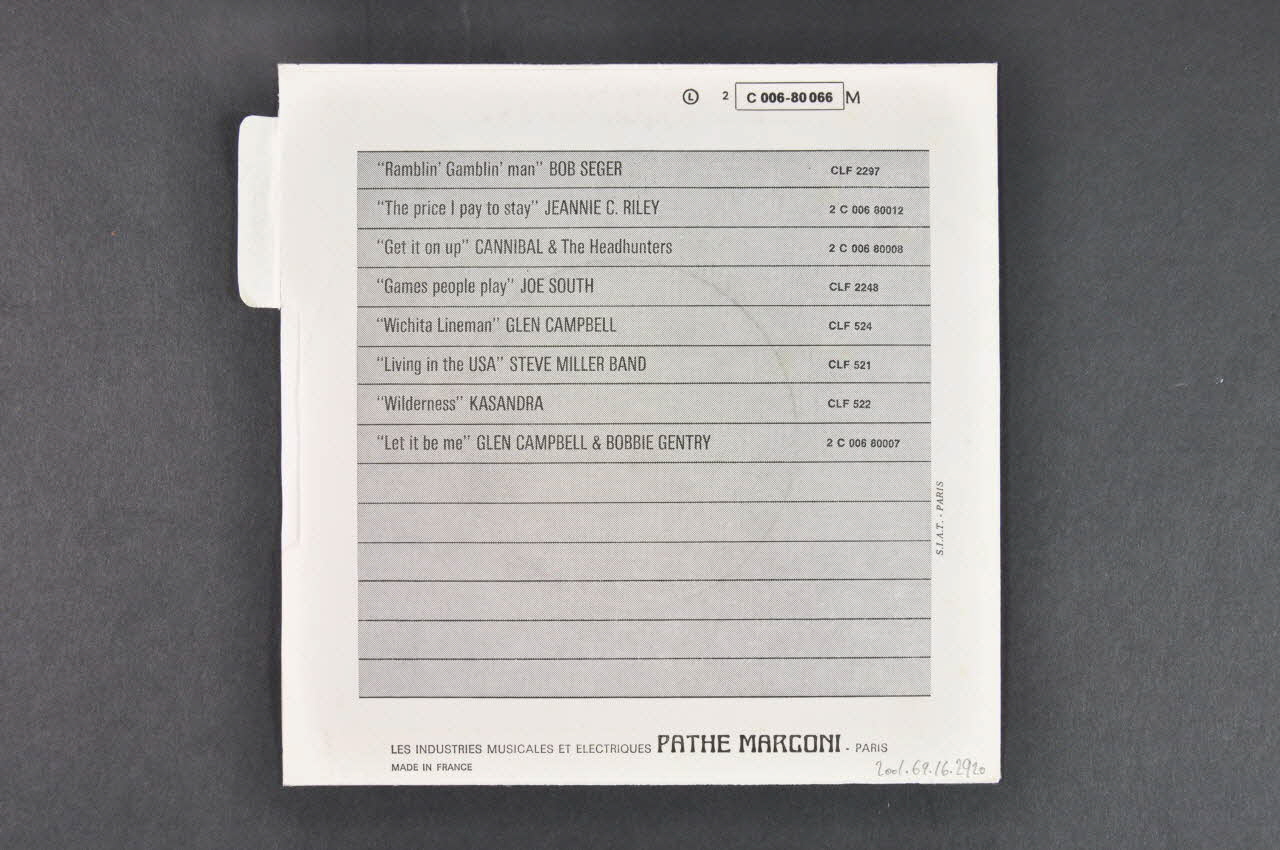 Ⓛ 2 C 006-80 066 M
“Ramblin’ Gamblin’ man” BOB SEGER CLF 2297
“The price I pay to stay” JEANNIE C. RILEY 2 C 006 80012
“Get it on up” CANNIBAL & The Headhunters 2 C 006 80008
“Games people play” JOE SOUTH CLF 2248
“Wichita Lineman” GLEN CAMPBELL CLF 524
“Living in the USA” STEVE MILLER BAND CLF 521
“Wilderness” KASANDRA CLF 522
“Let it be me” GLEN CAMPBELL & BOBBIE GENTRY 2 C 006 80007
S.I.A.T. - PARIS
LES INDUSTRIES MUSICALES ET ELECTRIQUES PATHE MARCONI - PARIS
MADE IN FRANCE
2001.69.16.2920